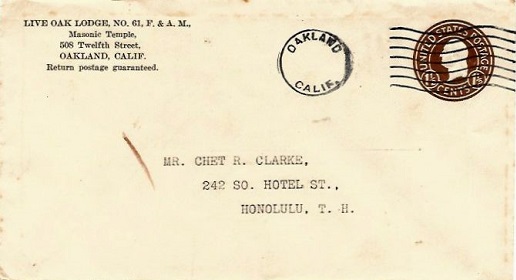 LIVE OAK LODGE, NO. 61, F. & A. M.,
Masonic Temple,
508 Twelfth Street,
OAKLAND, CALIF.
Return postage guaranteed.
OAKLAND
CALIF.
UNITED STATES POSTAGE
1½ CENTS 1½
MR. CHET R. CLARKE,
242 SO. HOTEL ST.,
HONOLULU, T. H.